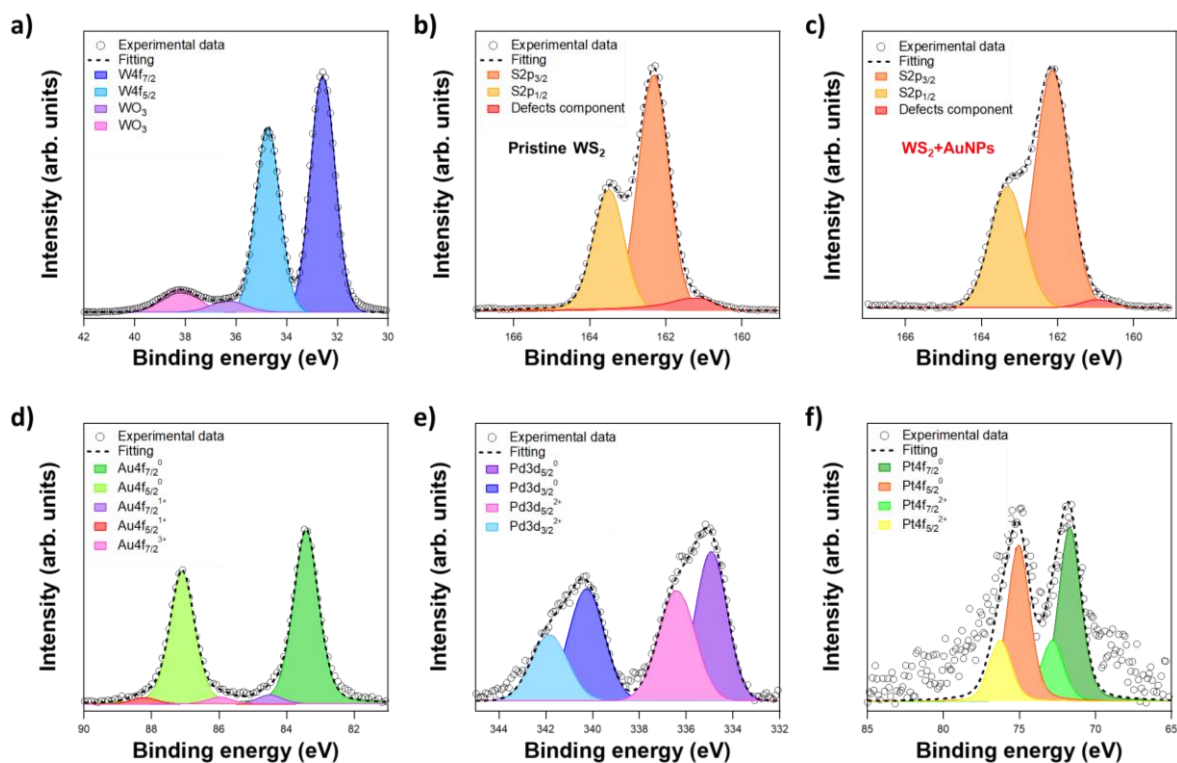 a)
Intensity (arb. units)
Experimental data
Fitting
W4f7/2
W4f5/2
WO3
WO3
42 40 38 36 34 32 30
Binding energy (eV)
b)
Intensity (arb. units)
Experimental data
Fitting
S2p3/2
S2p1/2
Defects component
Pristine WS2
166 164 162 160
Binding energy (eV)
c)
Intensity (arb. units)
Experimental data
Fitting
S2p3/2
S2p1/2
Defects component
WS2+AuNPs
166 164 162 160
Binding energy (eV)
d)
Intensity (arb. units)
Experimental data
Fitting
Au4f7/2 0
Au4f5/2 0
Au4f7/2 1+
Au4f5/2 1+
Au4f7/2 3+
90 88 86 84 82
Binding energy (eV)
e)
Intensity (arb. units)
Experimental data
Fitting
Pd3d5/2 0
Pd3d3/2 0
Pd3d5/2 2+
Pd3d3/2 2+
344 342 340 338 336 334 332
Binding energy (eV)
f)
Intensity (arb. units)
Experimental data
Fitting
Pt4f7/2 0
Pt4f5/2 0
Pt4f7/2 2+
Pt4f5/2 2+
85 80 75 70 65
Binding energy (eV)